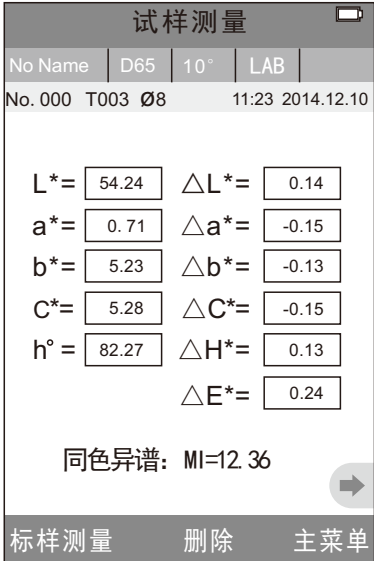 试样测量
No Name D65 10° LAB
No. 000 T003 Ø8 11:23 2014.12.10
L*= 54.24 △L*= 0.14
a*= 0.71 △a*= -0.15
b*= 5.23 △b*= -0.13
C*= 5.28 △C*= -0.15
h° = 82.27 △H*= 0.13
△E*= 0.24
同色异谱：MI=12.36
标样测量 删除 主菜单